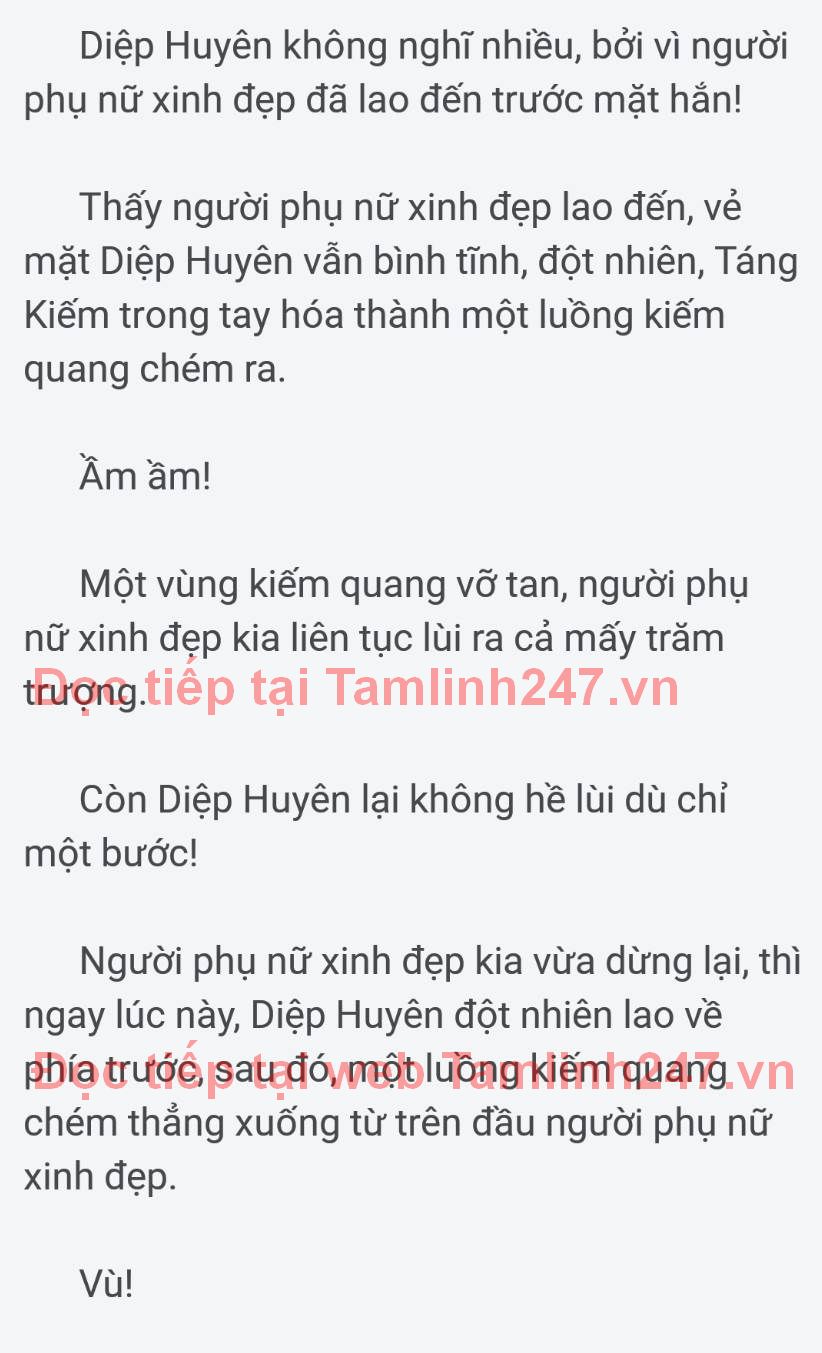 Diệp Huyên không nghĩ nhiều, bởi vì người
phụ nữ xinh đẹp đã lao đến trước mặt hắn!
Thấy người phụ nữ xinh đẹp lao đến, vẻ
mặt Diệp Huyên vẫn bình tĩnh, đột nhiên, Táng
Kiếm trong tay hóa thành một luồng kiếm
quang chém ra.
Ầm ầm!
Một vùng kiếm quang vỡ tan, người phụ
nữ xinh đẹp kia liên tục lùi ra cả mấy trăm
trượng.
Đọc tiếp tại Tamlinh247.vn
Còn Diệp Huyên lại không hề lùi dù chỉ
một bước!
Người phụ nữ xinh đẹp kia vừa dừng lại, thì
ngay lúc này, Diệp Huyên đột nhiên lao về
phía trước, sau đó, một luồng kiếm quang
Đọc tiếp tại web Tamlinh247.vn
chém thẳng xuống từ trên đầu người phụ nữ
xinh đẹp.
Vù!